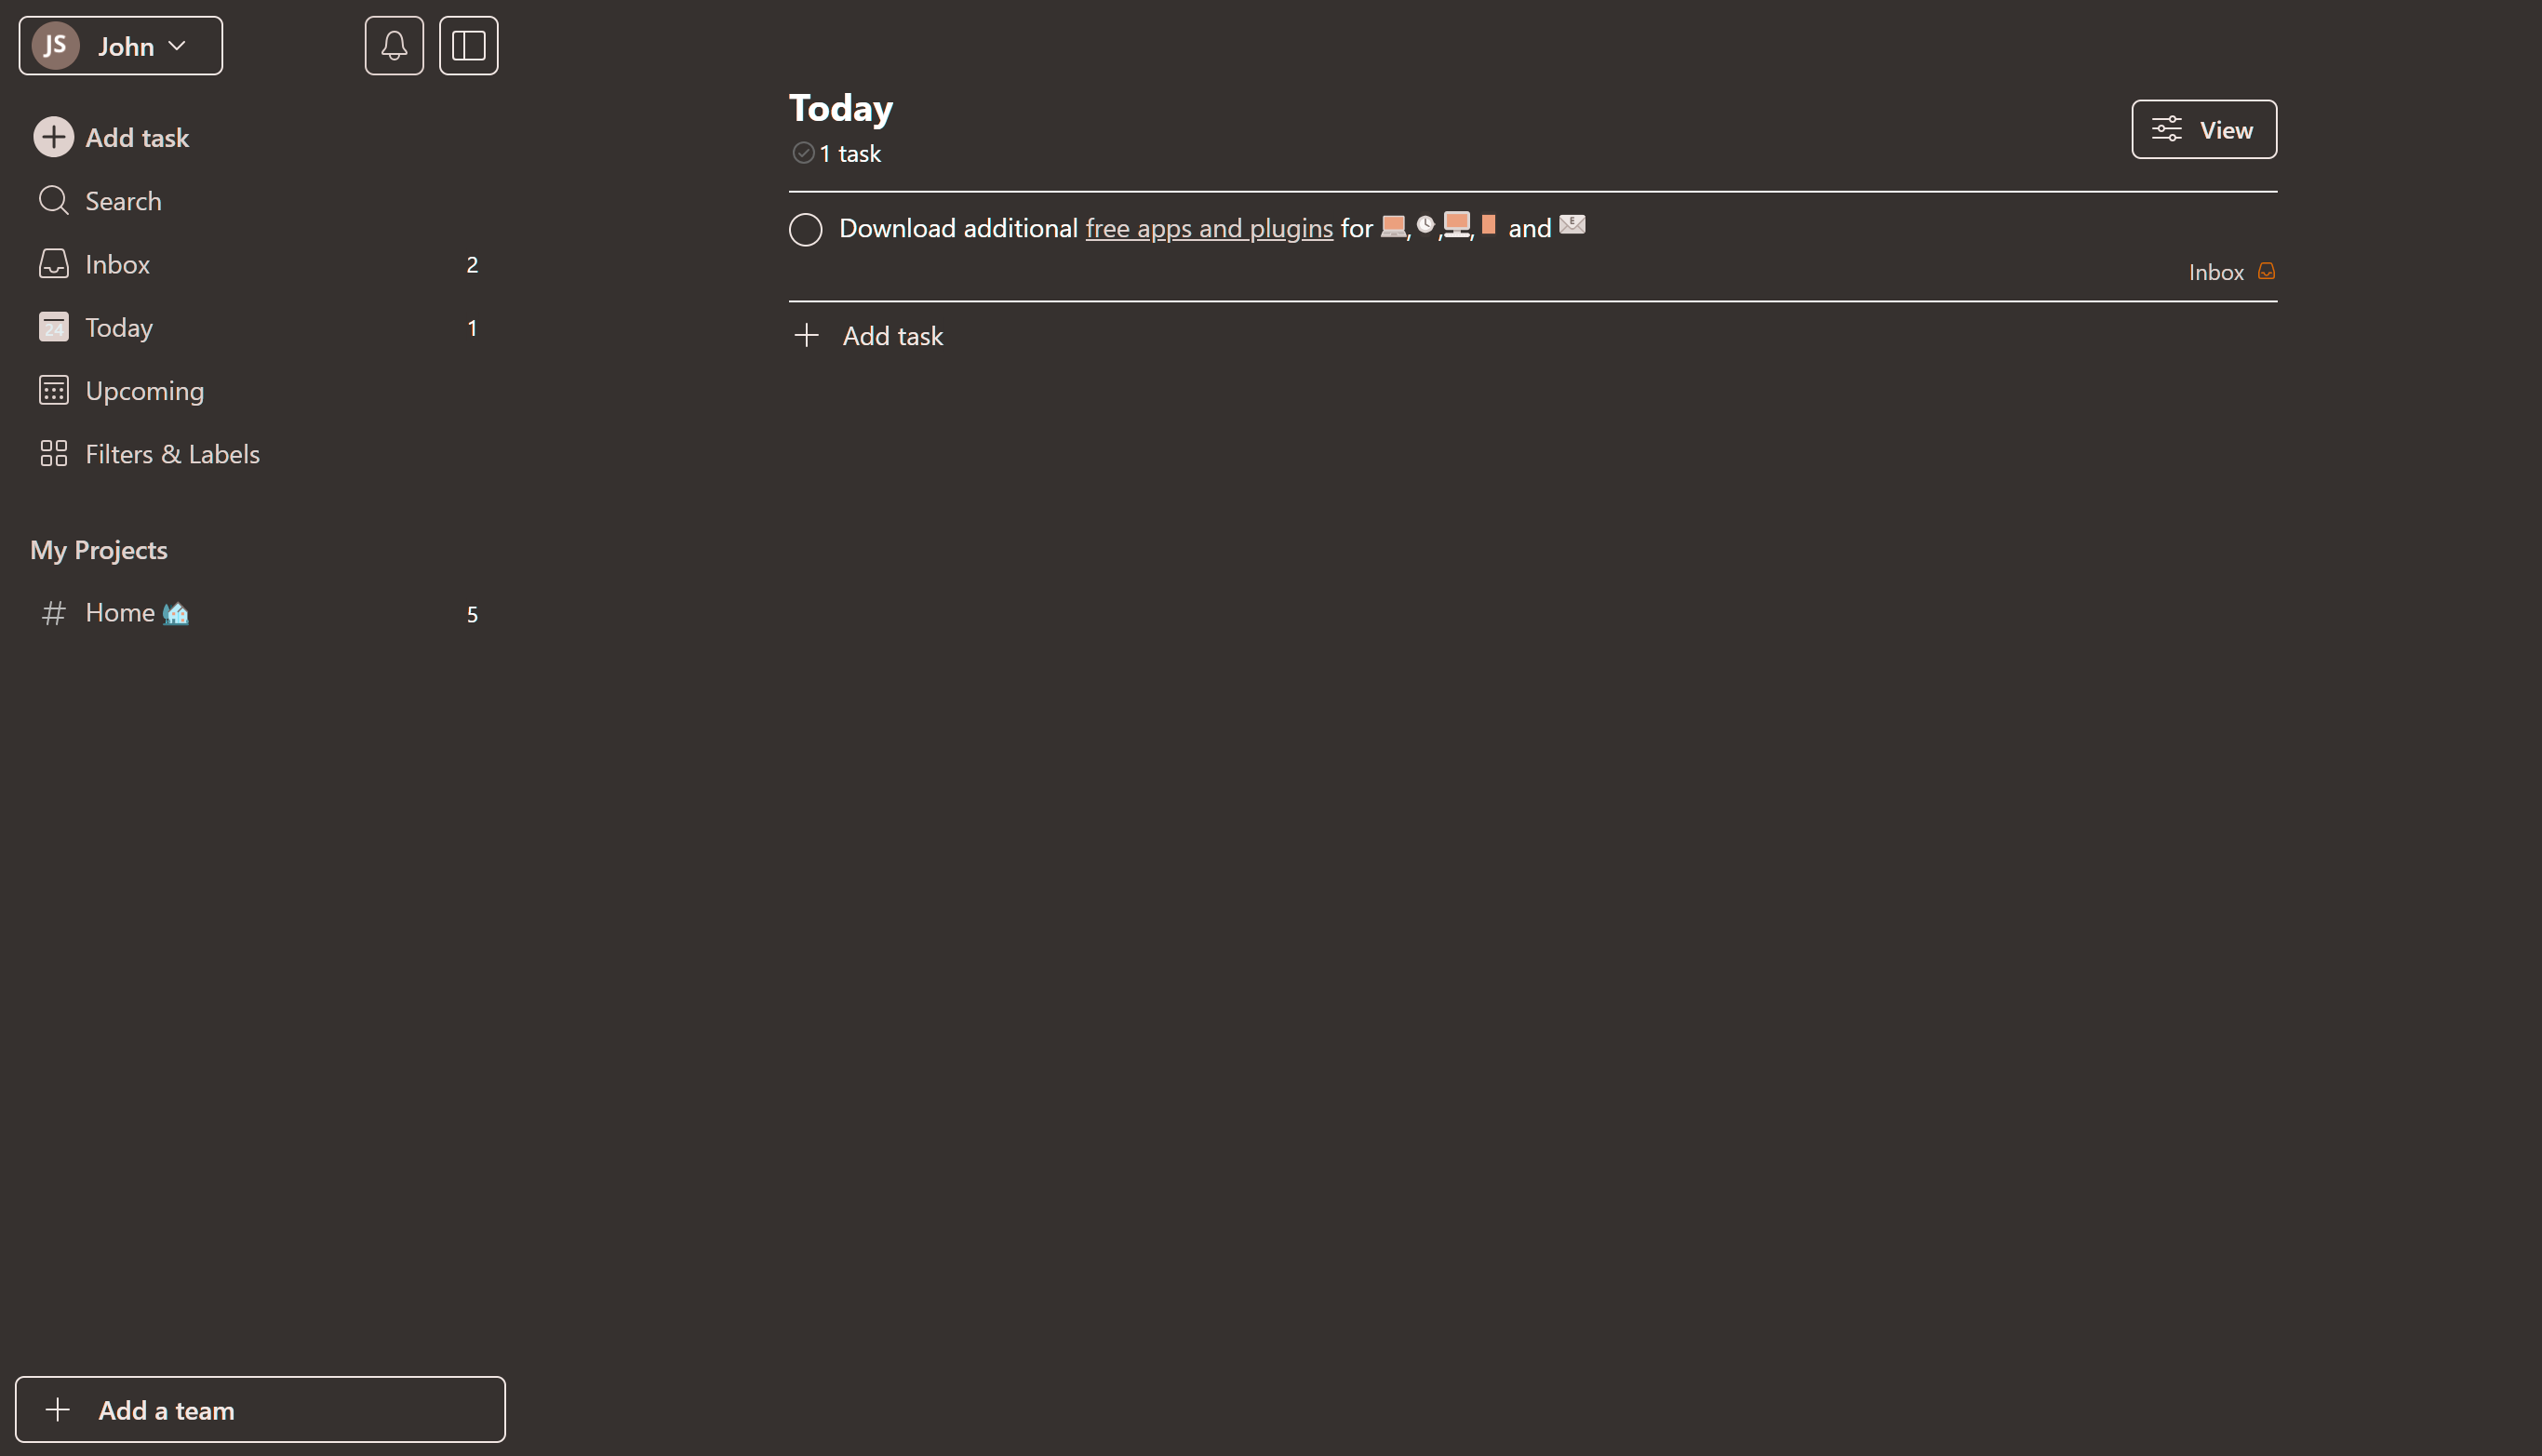 JS John
Add task
Search
Inbox 2
24 Today 1
Upcoming
Filters & Labels
My Projects
# Home 5
Add a team
Today
1 task
View
Download additional free apps and plugins for 💻,🕒,🖥,📱 and 📧
Inbox
Add task